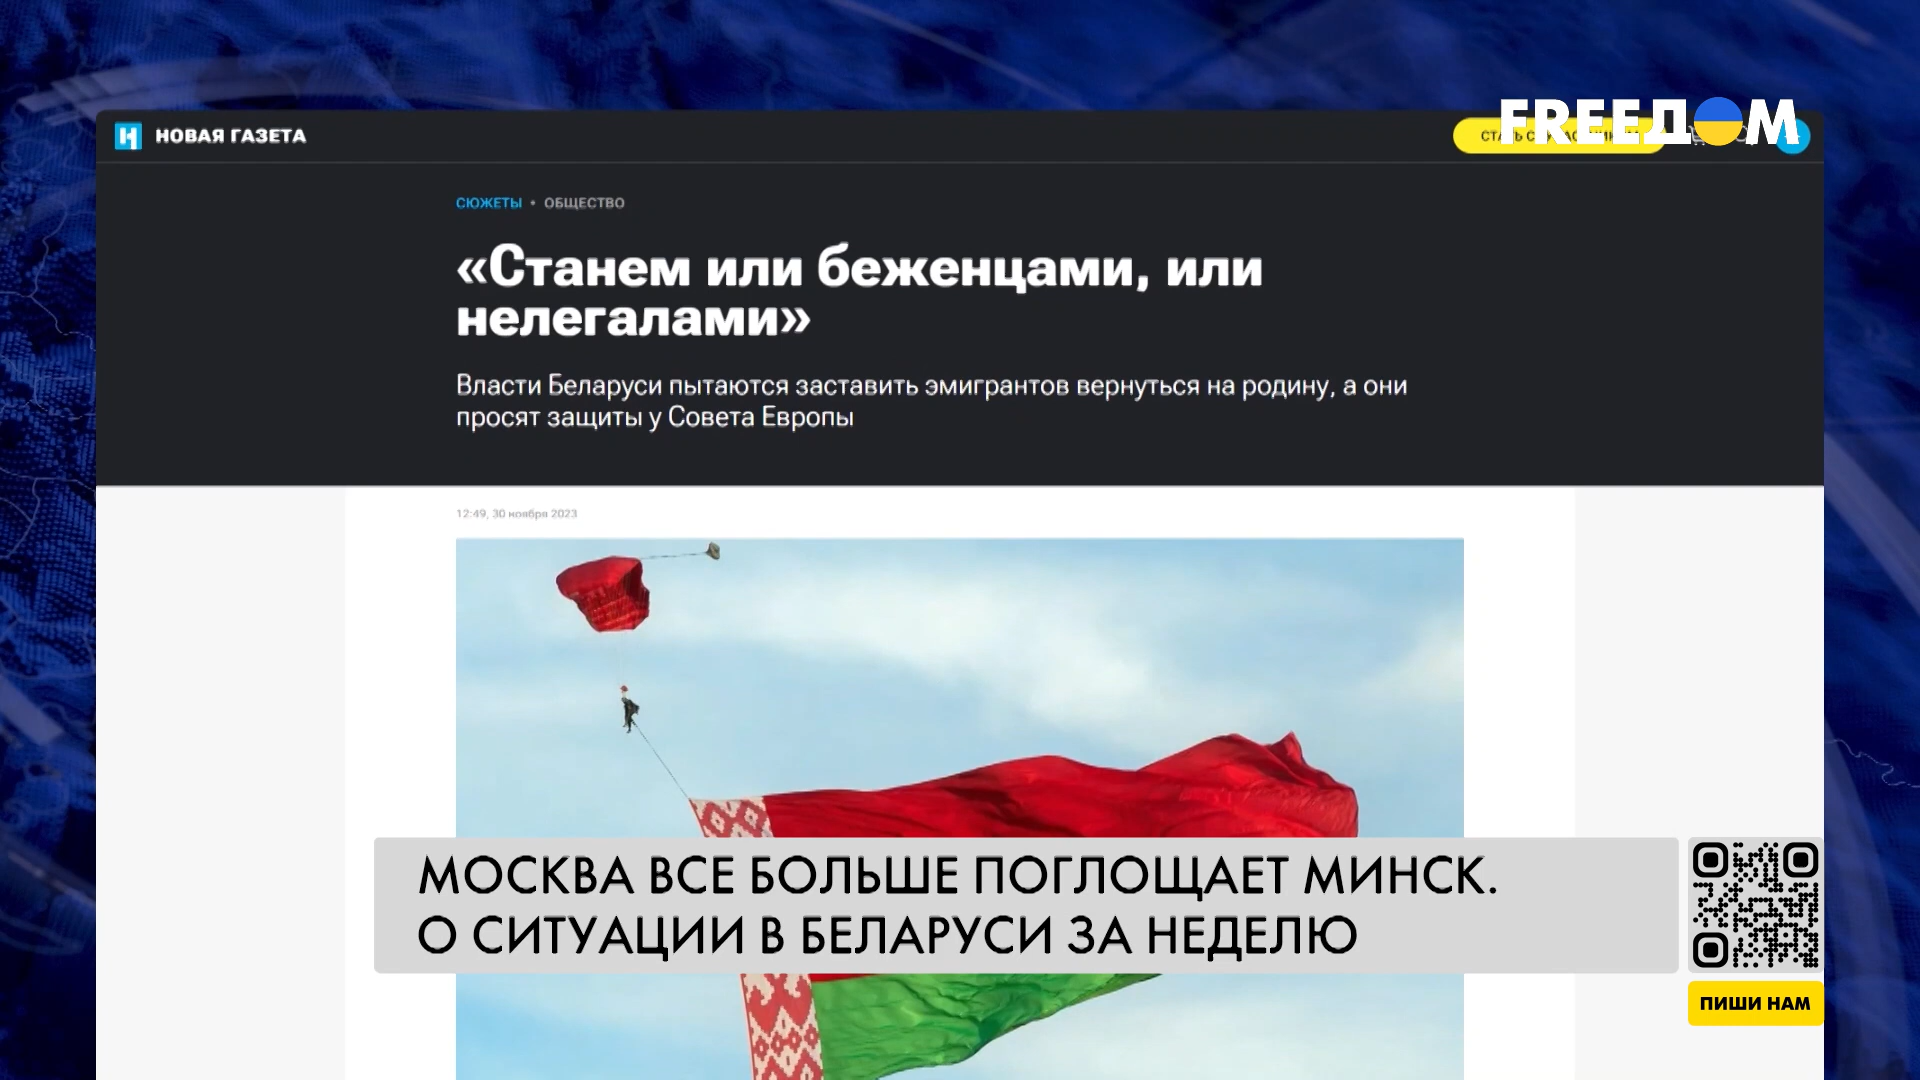 FREEДОМ
НОВАЯ ГАЗЕТА
СЮЖЕТЫ • ОБЩЕСТВО
«Станем или беженцами, или
нелегалами»
Власти Беларуси пытаются заставить эмигрантов вернуться на родину, а они
просят защиты у Совета Европы
12:49, 30 ноября 2023
МОСКВА ВСЕ БОЛЬШЕ ПОГЛОЩАЕТ МИНСК.
О СИТУАЦИИ В БЕЛАРУСИ ЗА НЕДЕЛЮ
ПИШИ НАМ